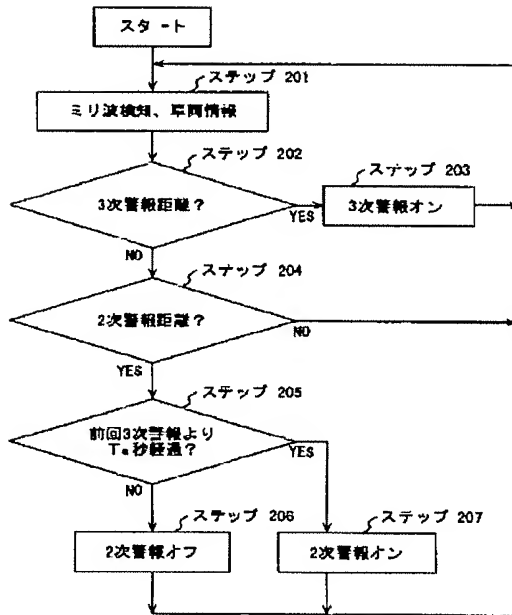 スタート
ステップ 201
ミリ波検知、車両情報
ステップ 202
3次警報距離?
YES
ステップ 203
3次警報オン
NO
ステップ 204
2次警報距離?
NO
YES
ステップ 205
前回3次警報より
秒経過?
YES
NO
ステップ 206
2次警報オフ
ステップ 207
2次警報オン